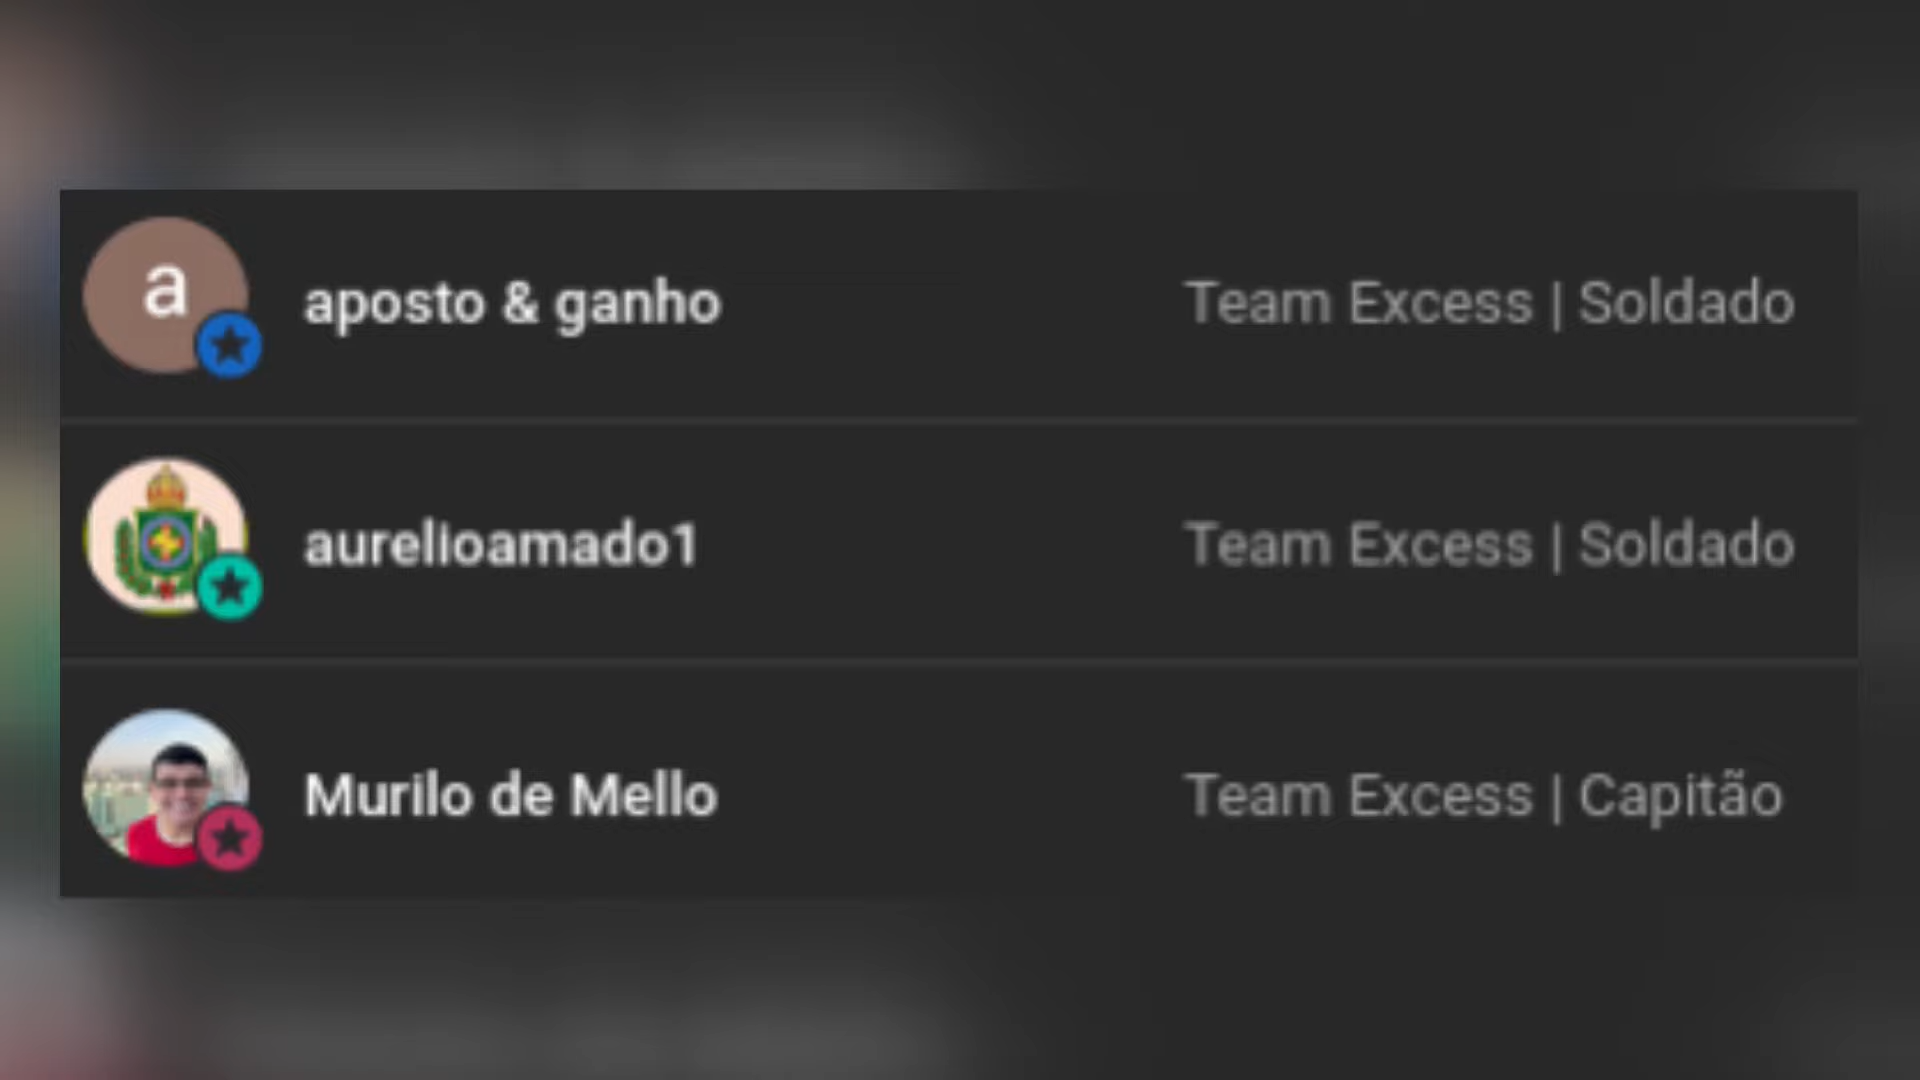 a
aposto & ganho
Team Excess | Soldado
aurelioamado1
Team Excess | Soldado
Murilo de Mello
Team Excess | Capitão